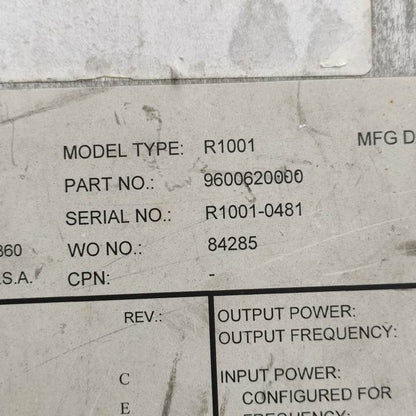 MODEL TYPE: R1001 MFG D
PART NO.: 9600620000
SERIAL NO.: R1001-0481
360 WO NO.: 84285
.S.A. CPN: -
REV.: OUTPUT POWER:
OUTPUT FREQUENCY:
C INPUT POWER:
E CONFIGURED FOR
FREQUENCY: